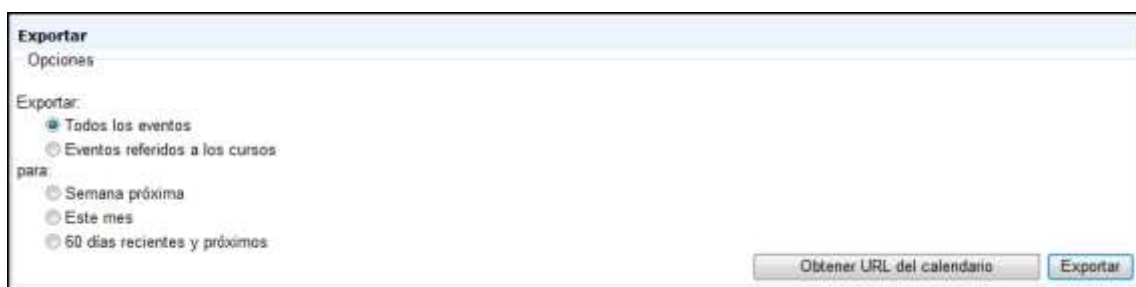 Exportar
Opciones
Exportar:
Todos los eventos
Eventos referidos a los cursos
para:
Semana próxima
Este mes
60 días recientes y próximos
Obtener URL del calendario Exportar